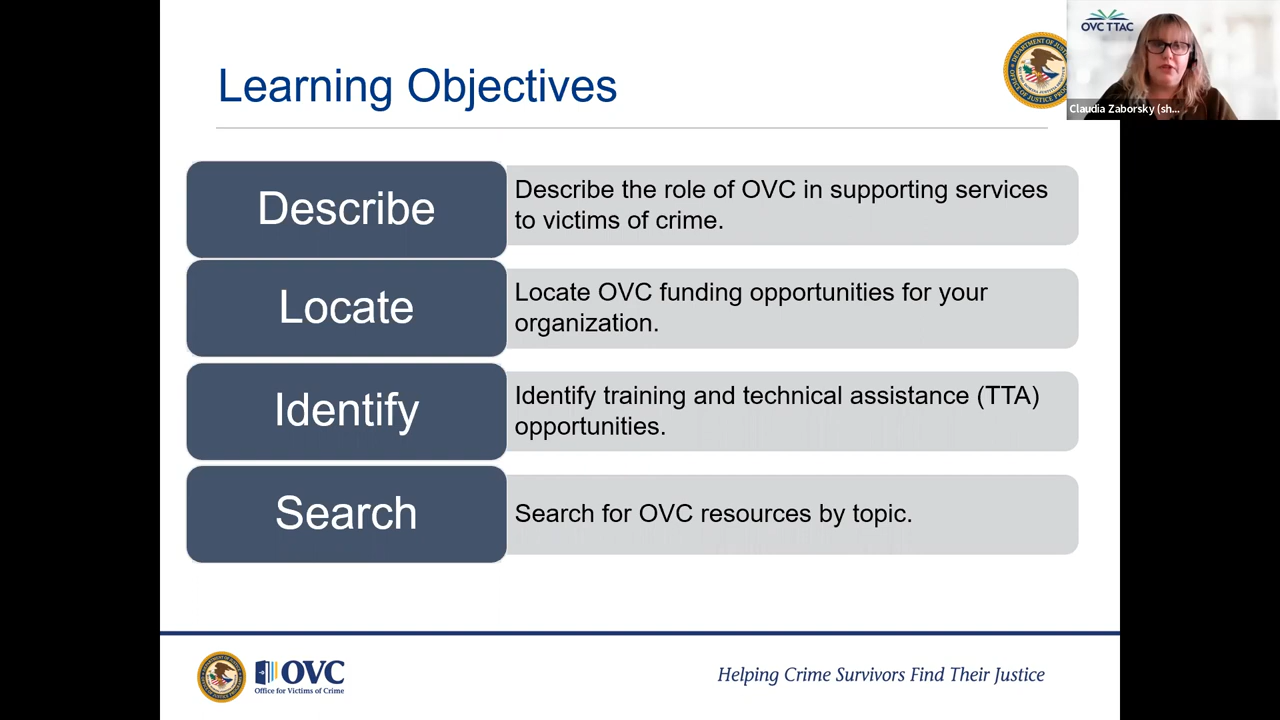 Learning Objectives
OVC TTAC
Claudia Zaborsky (sh...
Describe
Describe the role of OVC in supporting services
to victims of crime.
Locate
Locate OVC funding opportunities for your
organization.
Identify
Identify training and technical assistance (TTA)
opportunities.
Search
Search for OVC resources by topic.
OVC
Office for Victims of Crime
Helping Crime Survivors Find Their Justice